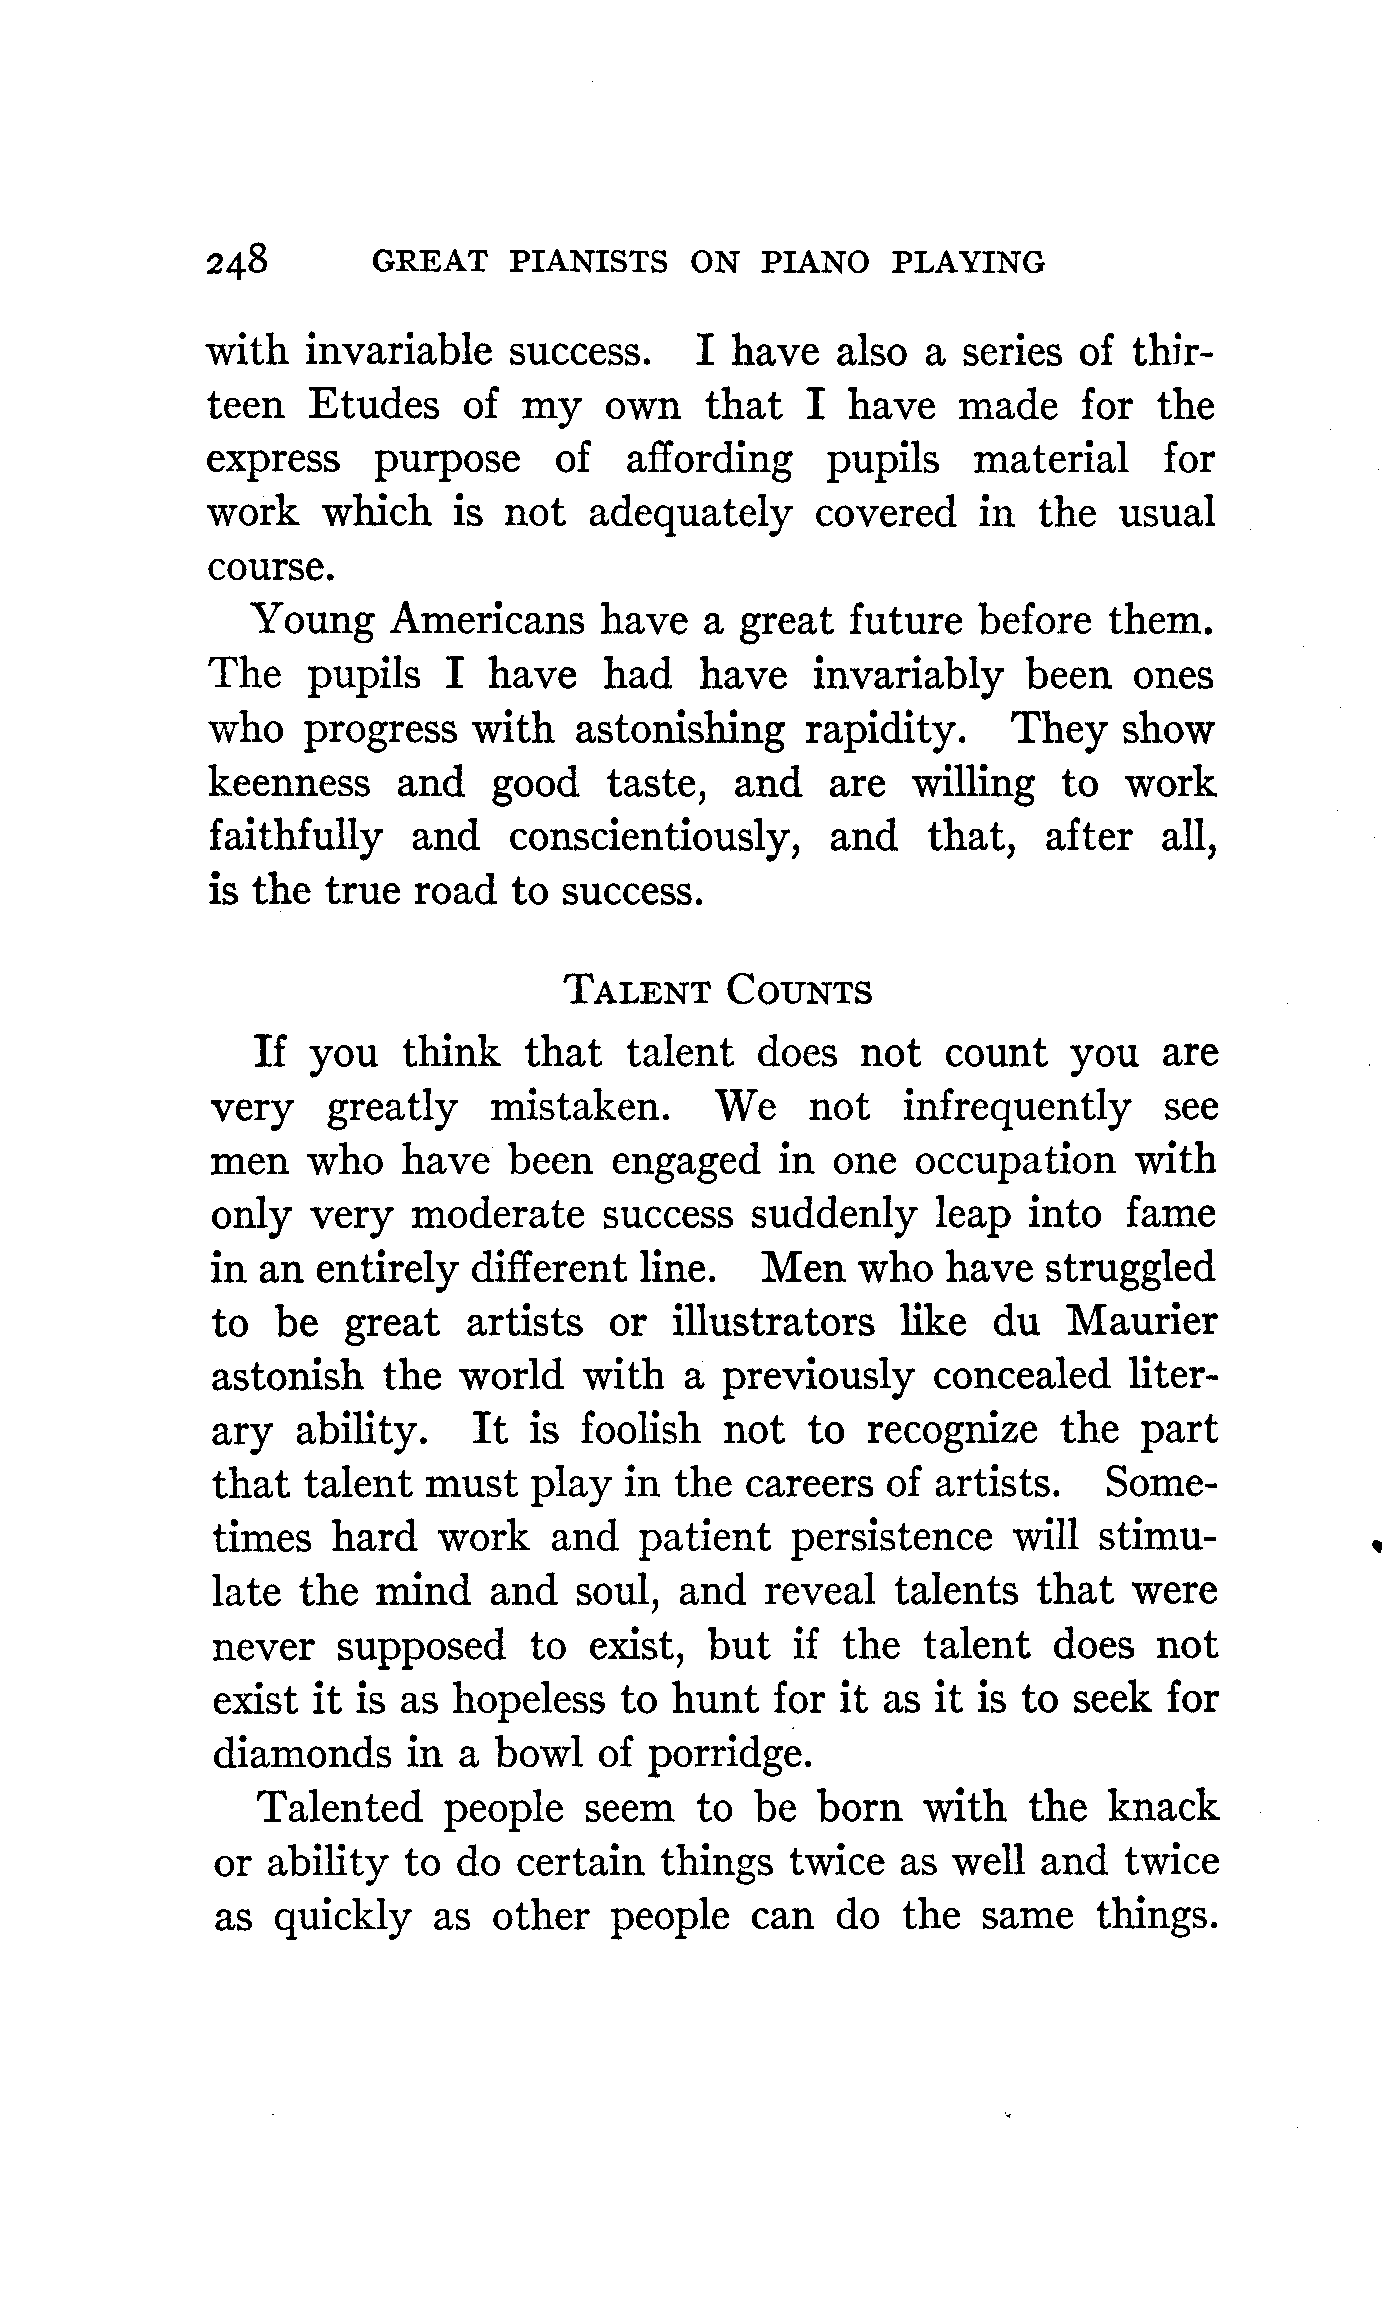 248 GREAT PIANISTS ON PIANO PLAYING
with invariable success. I have also a series of thir-
teen Etudes of my own that I have made for the
express purpose of affording pupils material for
work which is not adequately covered in the usual
course.
Young Americans have a great future before them.
The pupils I have had have invariably been ones
who progress with astonishing rapidity. They show
keenness and good taste, and are willing to work
faithfully and conscientiously, and that, after all,
is the true road to success.
TALENT COUNTS
If you think that talent does not count you are
very greatly mistaken. We not infrequently see
men who have been engaged in one occupation with
only very moderate success suddenly leap into fame
in an entirely different line. Men who have struggled
to be great artists or illustrators like du Maurier
astonish the world with a previously concealed liter-
ary ability. It is foolish not to recognize the part
that talent must play in the careers of artists. Some-
times hard work and patient persistence will stimu-
late the mind and soul, and reveal talents that were
never supposed to exist, but if the talent does not
exist it is as hopeless to hunt for it as it is to seek for
diamonds in a bowl of porridge.
Talented people seem to be born with the knack
or ability to do certain things twice as well and twice
as quickly as other people can do the same things.